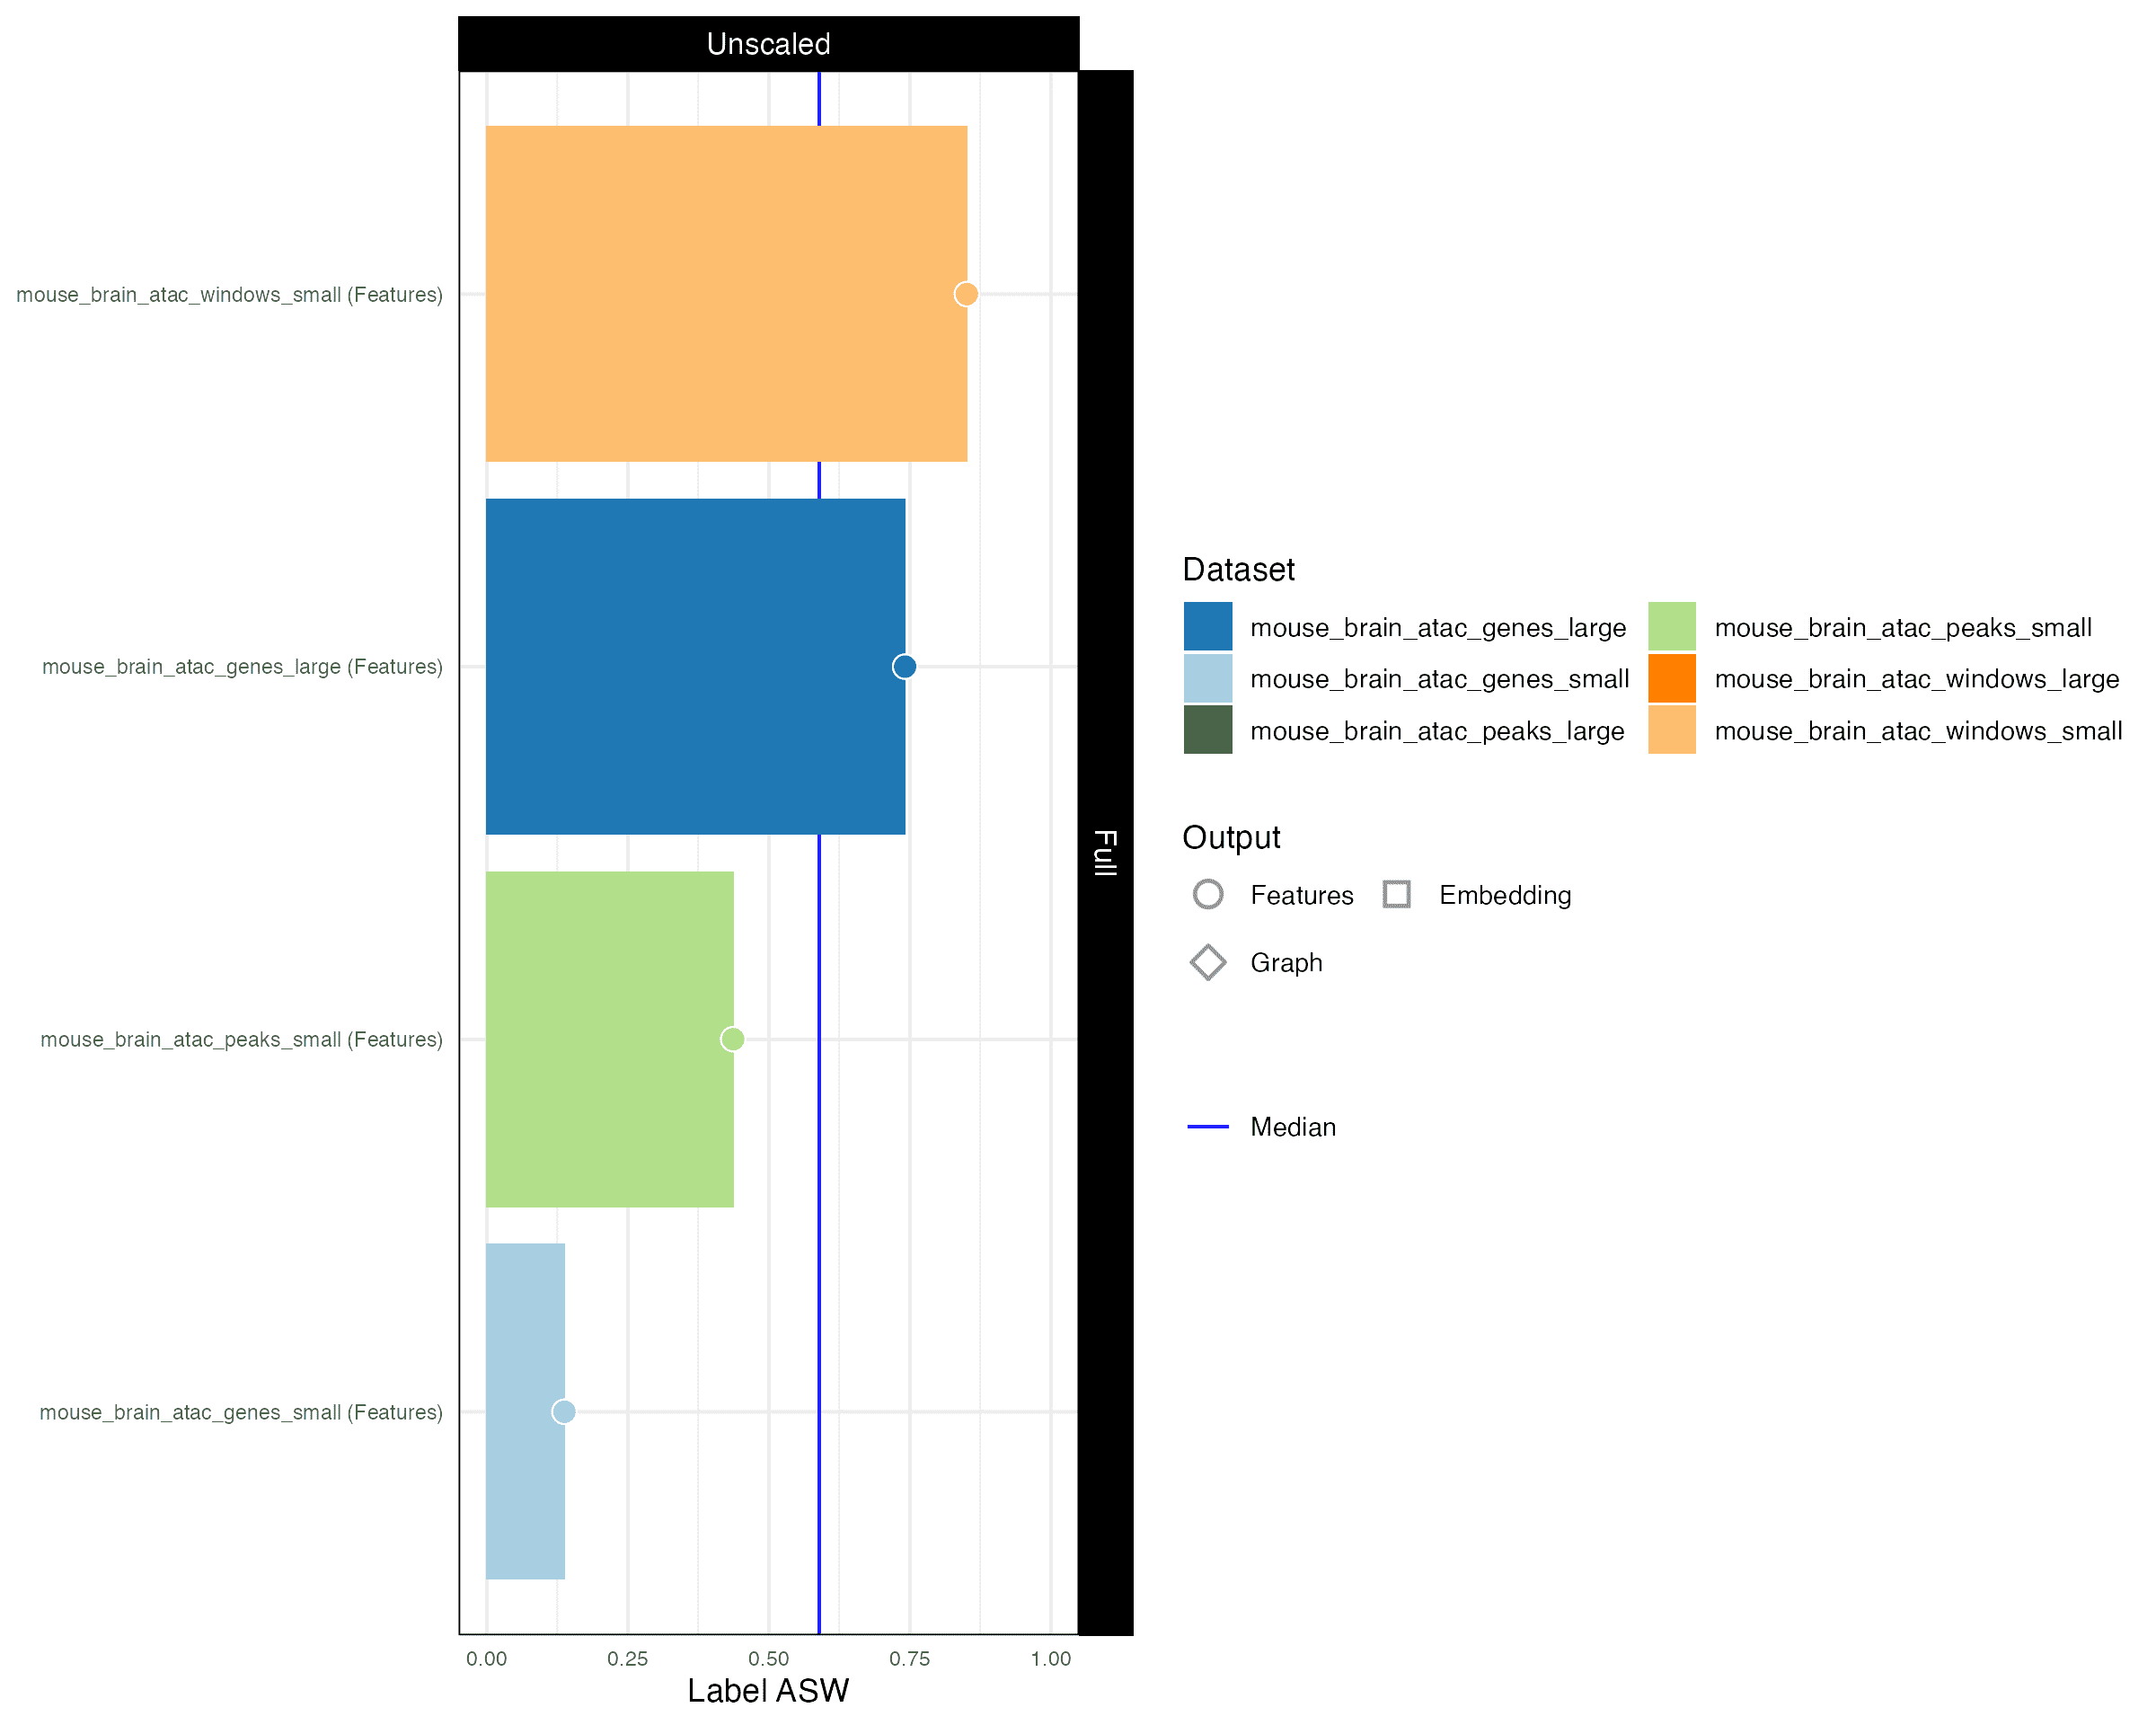 Unscaled
mouse_brain_atac_windows_small (Features)
mouse_brain_atac_genes_large (Features)
mouse_brain_atac_peaks_small (Features)
mouse_brain_atac_genes_small (Features)
0.00 0.25 0.50 0.75 1.00
Label ASW
Full
Dataset
mouse_brain_atac_genes_large mouse_brain_atac_peaks_small
mouse_brain_atac_genes_small mouse_brain_atac_windows_large
mouse_brain_atac_peaks_large mouse_brain_atac_windows_small
Output
Features Embedding
Graph
Median